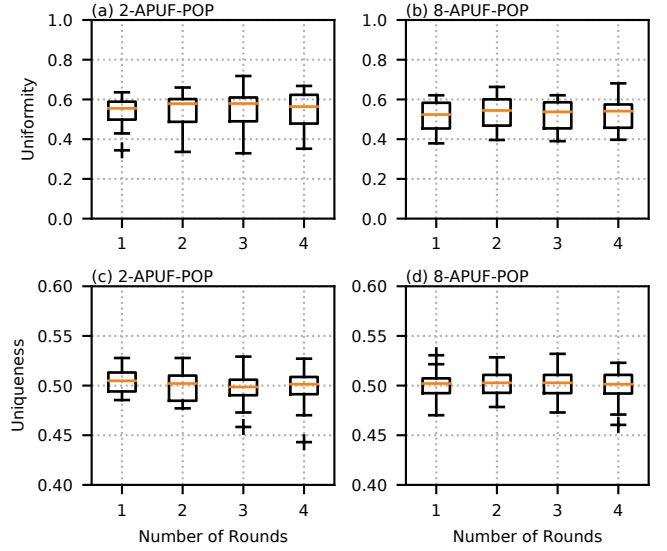 (a) 2-APUF-POP
(b) 8-APUF-POP
Uniformity
1.0
0.8
0.6
0.4
0.2
0.0
1 2 3 4
1.0
0.8
0.6
0.4
0.2
0.0
1 2 3 4
(c) 2-APUF-POP
(d) 8-APUF-POP
Uniqueness
0.60
0.55
0.50
0.45
0.40
1 2 3 4
Number of Rounds
0.60
0.55
0.50
0.45
0.40
1 2 3 4
Number of Rounds